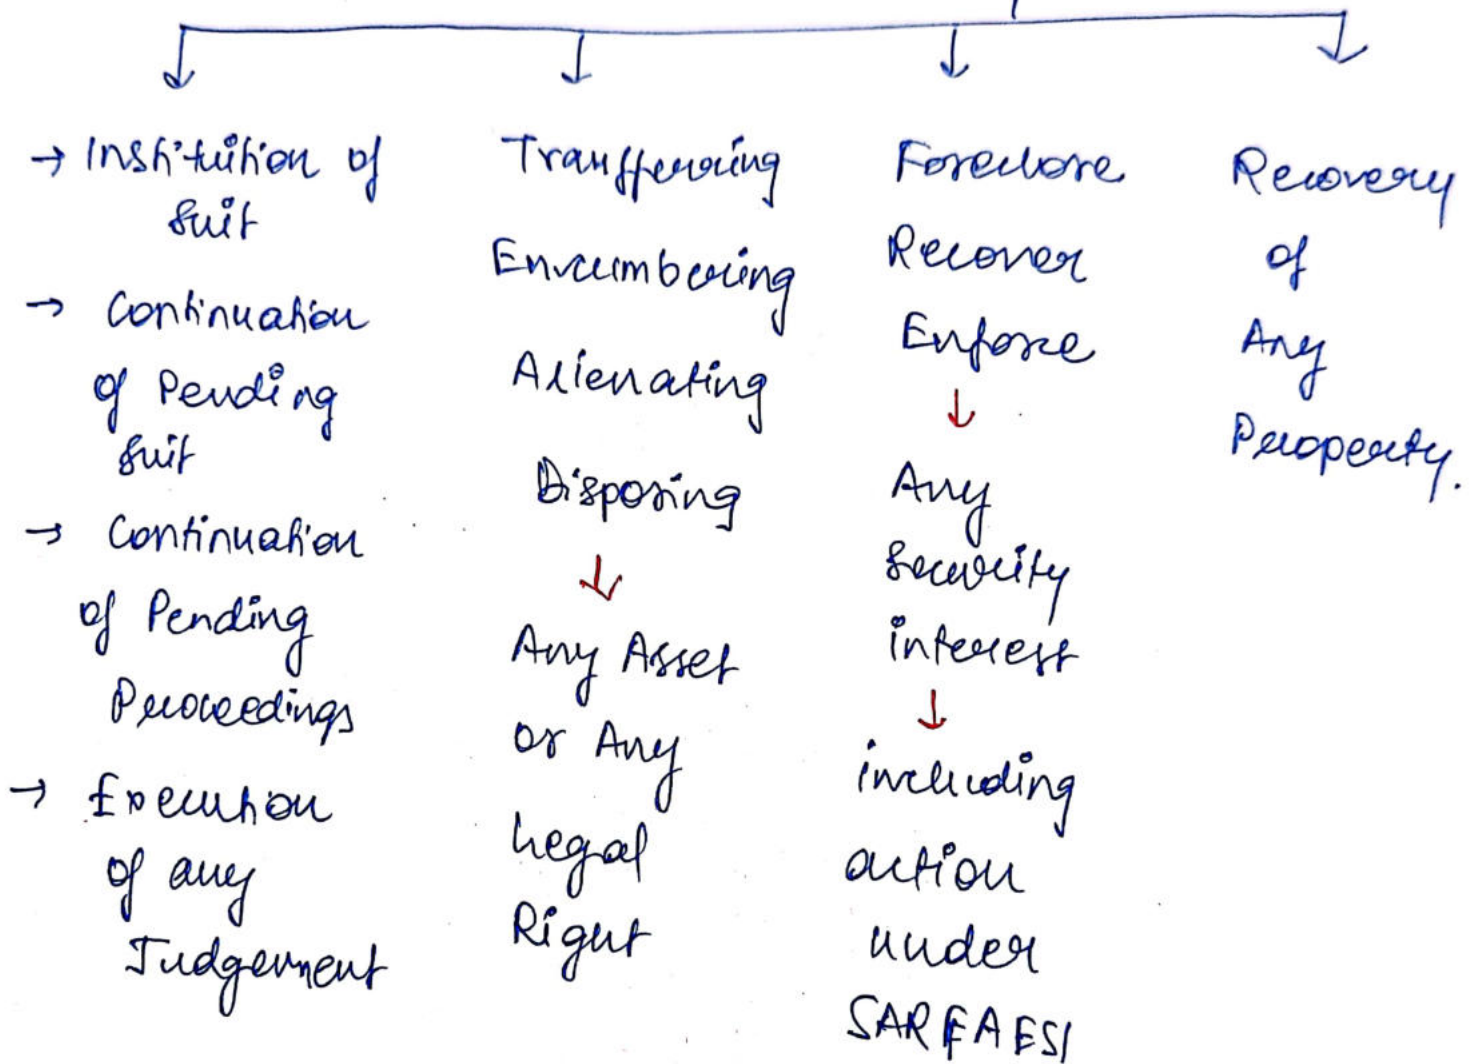 → Instituition of
suit
→ Continuation
of Pending
suit
→ Continuation
of Pending
Proceedings
→ Execution
of any
Judgement
Transferring
Encumbering
Alienating
Disposing
↓
Any Asset
or Any
Legal
Right
Foreclose
Recover
Enforce
↓
Any
Security
interest
↓
including
action
under
SARFAESI
Recovery
of
Any
Property.